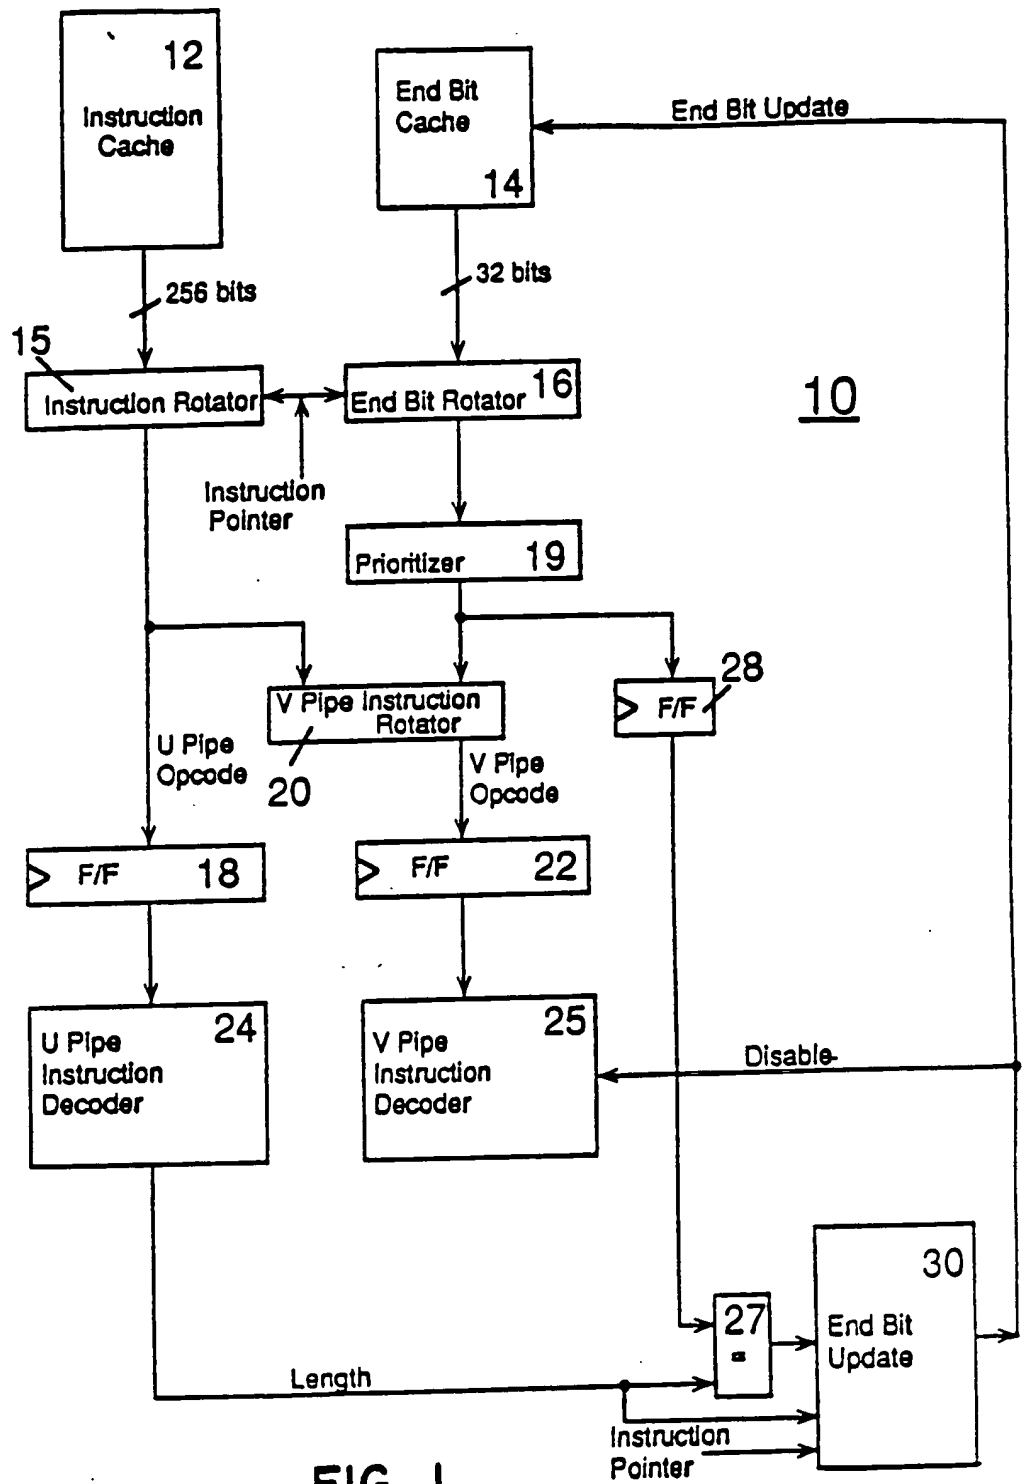 12
Instruction
Cache
End Bit
Cache
14
End Bit Update
256 bits
32 bits
15
Instruction Rotator
End Bit Rotator
16
10
Instruction
Pointer
Prioritizer
19
V Pipe Instruction
Rotator
20
F/F
28
U Pipe
Opcode
V Pipe
Opcode
F/F
18
F/F
22
24
U Pipe
Instruction
Decoder
25
V Pipe
Instruction
Decoder
Disable-
30
End Bit
Update
27
=
Length
Instruction
Pointer
FIG. 1